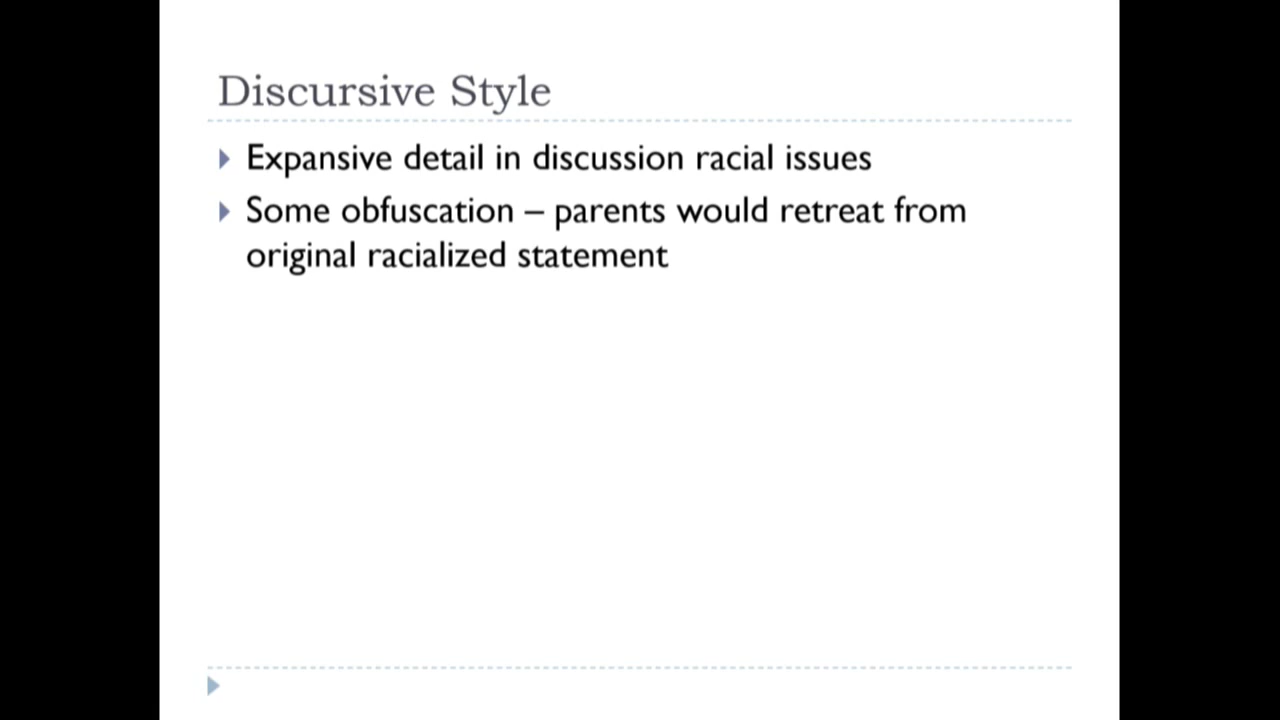 Discursive Style
Expansive detail in discussion racial issues
Some obfuscation – parents would retreat from
original racialized statement